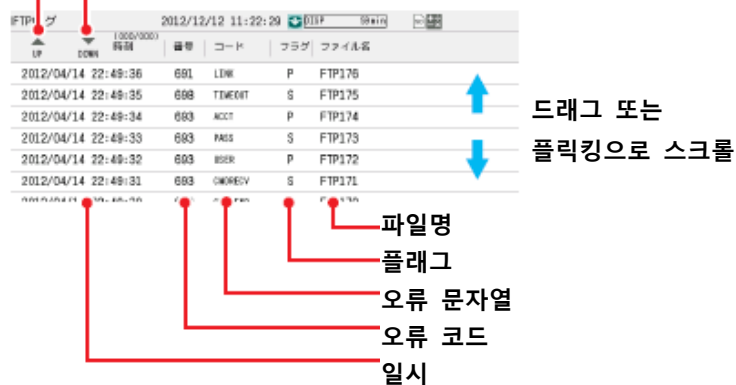 FTPログ 2012/12/12 11:22:29 DISP 50min
UP DOWN (000/000) 時刻 番号 コード フラグ ファイル名
2012/04/14 22:49:36 691 LINK P FTP176
2012/04/14 22:49:35 698 TIMEOUT S FTP175
2012/04/14 22:49:34 693 ACCT P FTP174
2012/04/14 22:49:33 693 PASS S FTP173
2012/04/14 22:49:32 693 USER P FTP172
2012/04/14 22:49:31 693 CMDRECV S FTP171
드래그 또는
플릭킹으로 스크롤
파일명
플래그
오류 문자열
오류 코드
일시